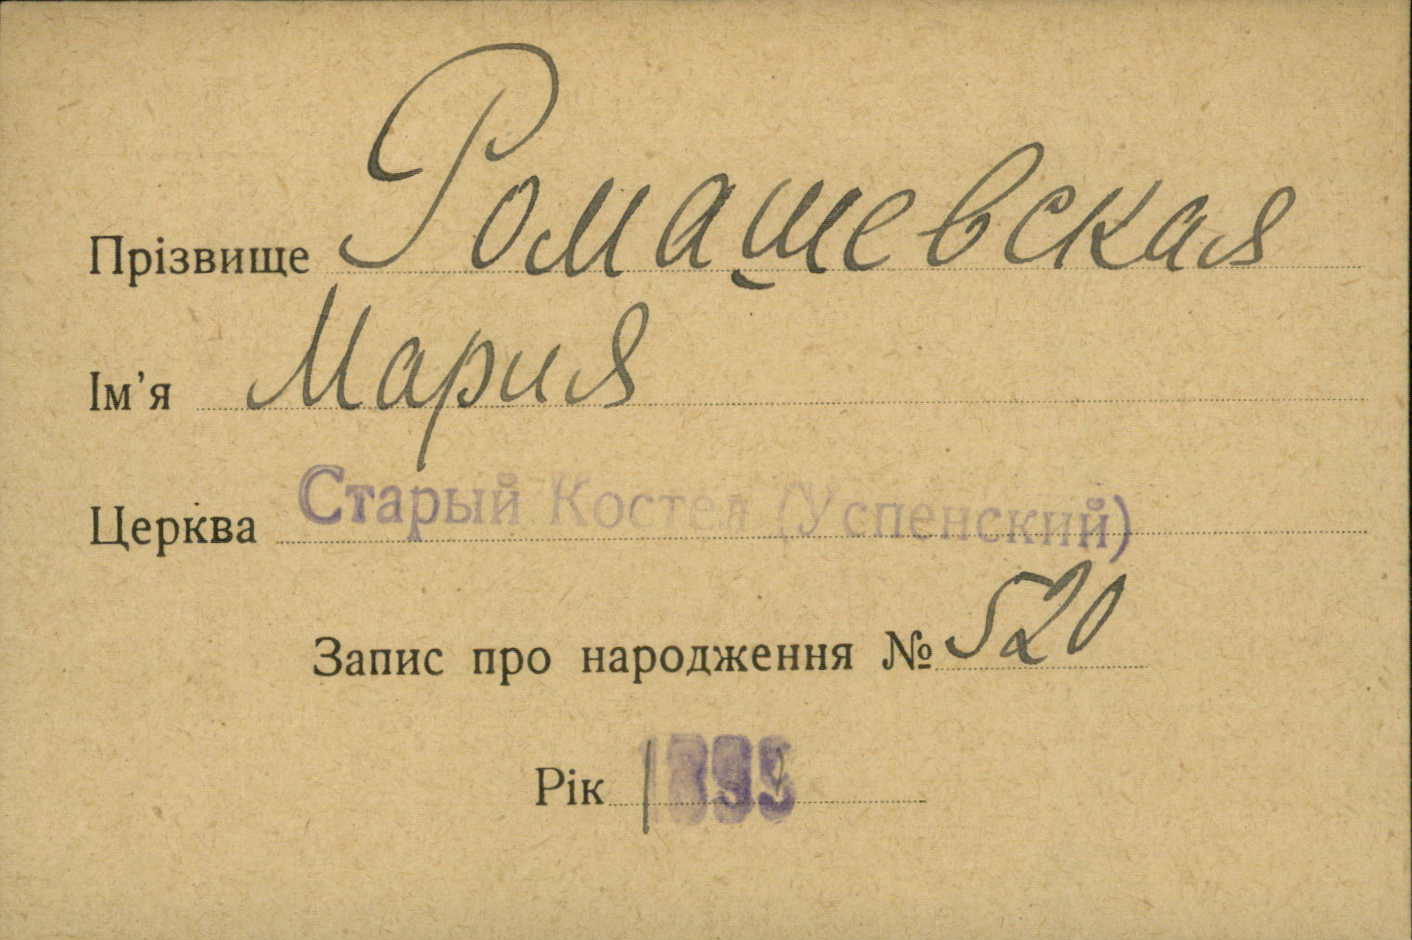 Прізвище Ромашевская
Ім'я Мария
Церква Старый Костел (Успенский)
Запис про народження № 520
Рік